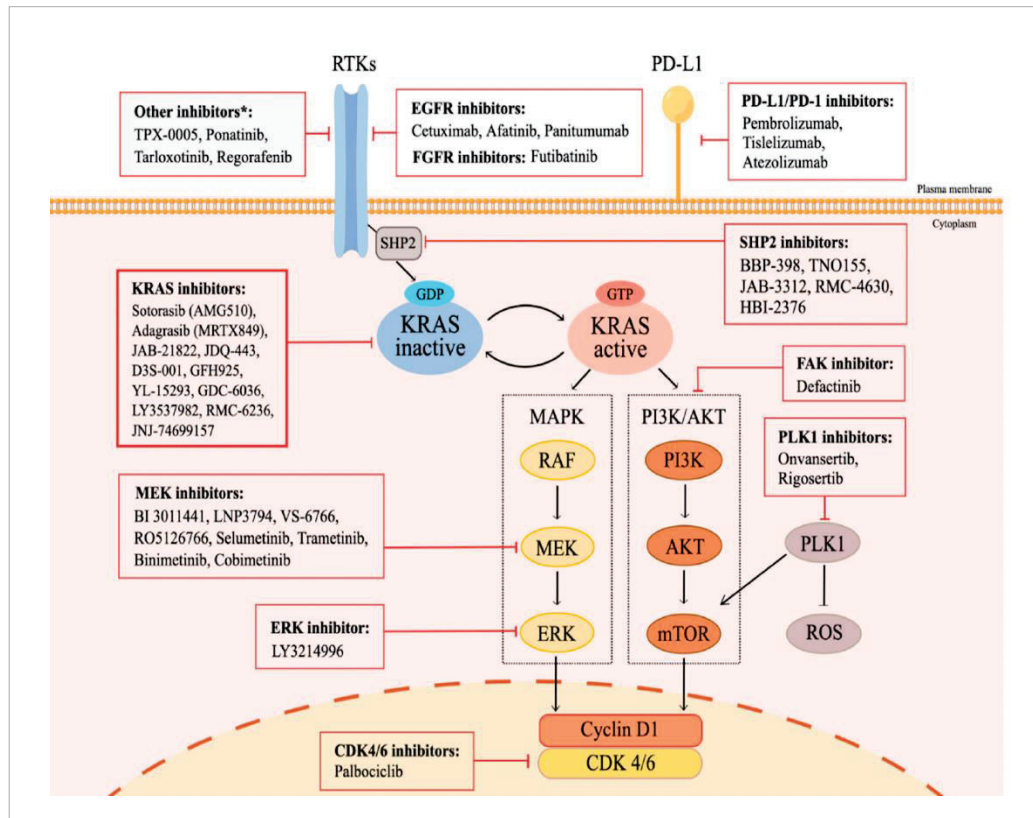 RTKs
PD-L1
Other inhibitors*:
TPX-0005, Ponatinib,
Tarloxotinib, Regorafenib
EGFR inhibitors:
Cetuximab, Afatinib, Panitumumab
FGFR inhibitors: Futibatinib
PD-L1/PD-1 inhibitors:
Pembrolizumab,
Tislelizumab,
Atezolizumab
Plasma membrane
Cytoplasm
SHP2
SHP2 inhibitors:
BBP-398, TNO155,
JAB-3312, RMC-4630,
HBI-2376
KRAS inhibitors:
Sotorasib (AMG510),
Adagrasib (MRTX849),
JAB-21822, JDQ-443,
D3S-001, GFH925,
YL-15293, GDC-6036,
LY3537982, RMC-6236,
JNJ-74699157
GDP
KRAS
inactive
GTP
KRAS
active
FAK inhibitor:
Defactinib
MAPK
RAF
MEK
ERK
PI3K/AKT
PI3K
AKT
mTOR
PLK1 inhibitors:
Onvansertib,
Rigosertib
PLK1
ROS
MEK inhibitors:
BI 3011441, LNP3794, VS-6766,
RO5126766, Selumetinib, Trametinib,
Binimetinib, Cobimetinib
ERK inhibitor:
LY3214996
Cyclin D1
CDK 4/6
CDK4/6 inhibitors:
Palbociclib